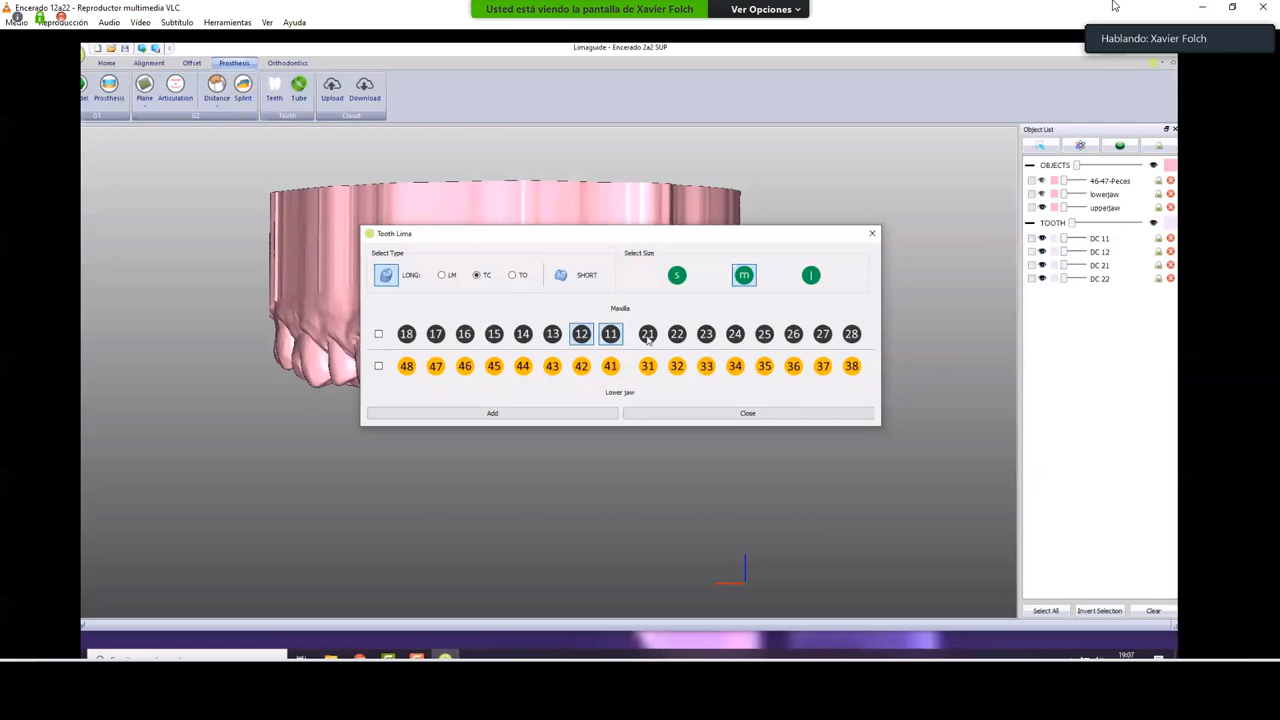 Encerado 12a22 - Reproductor multimedia VLC
Usted está viendo la pantalla de Xavier Folch
Ver Opciones
Medio Reproducción Audio Vídeo Subtítulo Herramientas Ver Ayuda
Hablando: Xavier Folch
Limaguide - Encerado 2a2 SUP
Home Alignment Offset Prosthesis Orthodontics
Prosthesis Plane Articulation Distance Splint Teeth Tube Upload Download
G1 G2 Tooth Cloud
Object List
OBJECTS
46-47-Peces
lowerjaw
upperjaw
TOOTH
DC 11
DC 12
DC 21
DC 22
Tooth Lima
Select Type Select Size
LONG: LM TC TO SHORT s m l
Maxilla
18 17 16 15 14 13 12 11 21 22 23 24 25 26 27 28
48 47 46 45 44 43 42 41 31 32 33 34 35 36 37 38
Lower jaw
Add Close
Select All Invert Selection Clear
19:07